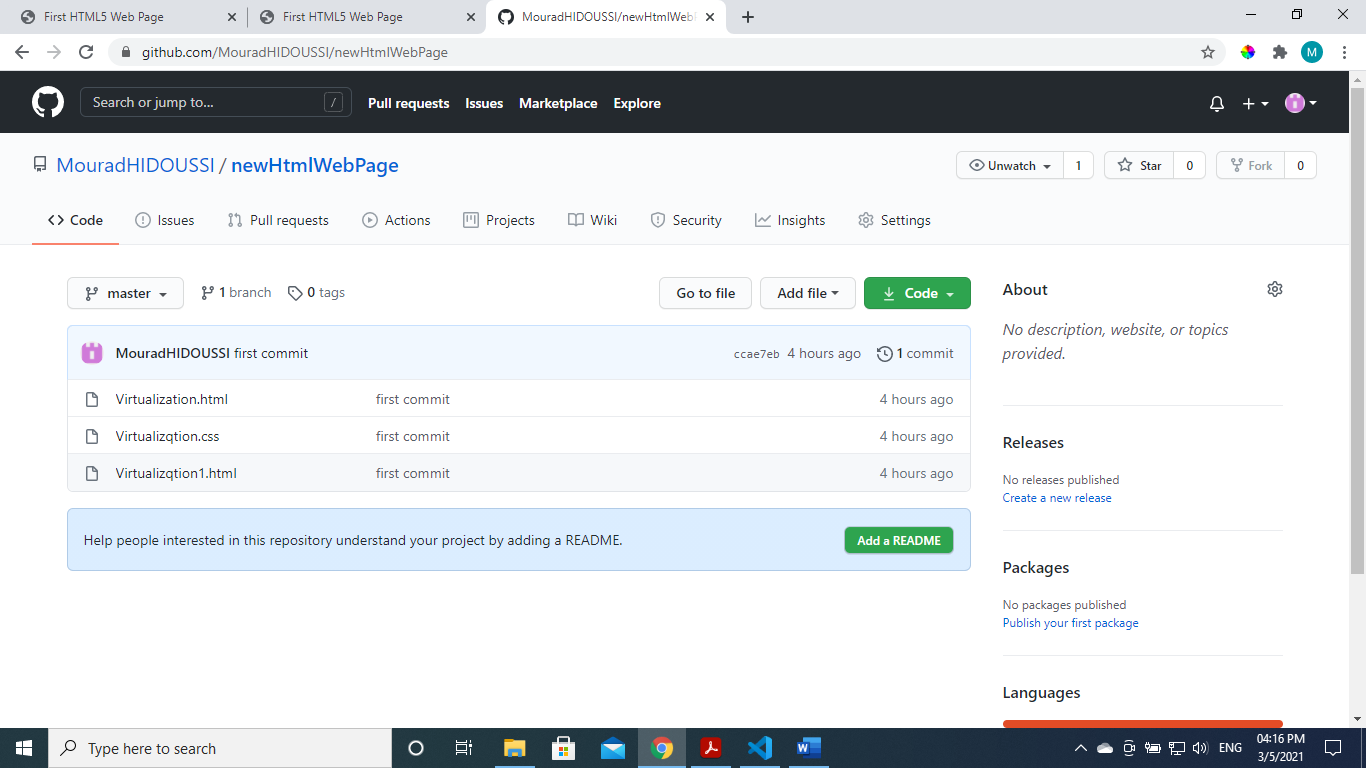 First HTML5 Web Page
First HTML5 Web Page
MouradHIDOUSSI/newHtmlWebP
github.com/MouradHIDOUSSI/newHtmlWebPage
M
Search or jump to...
/
Pull requests Issues Marketplace Explore
MouradHIDOUSSI / newHtmlWebPage
Unwatch 1
Star 0
Fork 0
Code Issues Pull requests Actions Projects Wiki Security Insights Settings
master 1 branch 0 tags
Go to file Add file Code
MouradHIDOUSSI first commit ccae7eb 4 hours ago 1 commit
Virtualization.html first commit 4 hours ago
Virtualizqtion.css first commit 4 hours ago
Virtualizqtion1.html first commit 4 hours ago
Help people interested in this repository understand your project by adding a README. Add a README
About
No description, website, or topics
provided.
Releases
No releases published
Create a new release
Packages
No packages published
Publish your first package
Languages
Type here to search
W
ENG
04:16 PM
3/5/2021